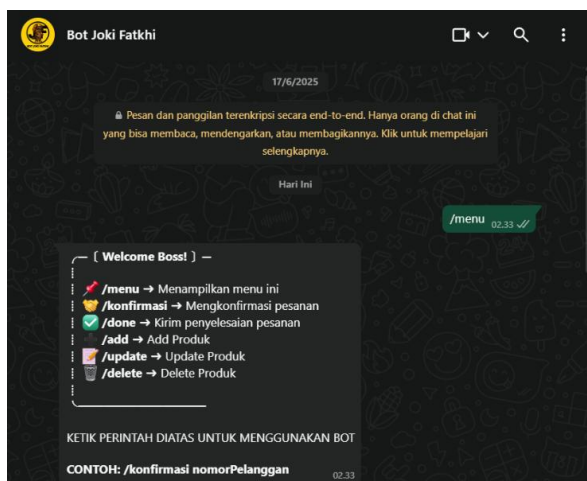 Bot Joki Fatkhi
17/6/2025
Pesan dan panggilan terenkripsi secara end-to-end. Hanya orang di chat ini
yang bisa membaca, mendengarkan, atau membagikannya. Klik untuk mempelajari
selengkapnya.
Hari Ini
/menu 02.33
〔 Welcome Boss! 〕
/menu → Menampilkan menu ini
/konfirmasi → Mengkonfirmasi pesanan
/done → Kirim penyelesaian pesanan
/add → Add Produk
/update → Update Produk
/delete → Delete Produk
KETIK PERINTAH DIATAS UNTUK MENGGUNAKAN BOT
CONTOH: /konfirmasi nomorPelanggan 02.33